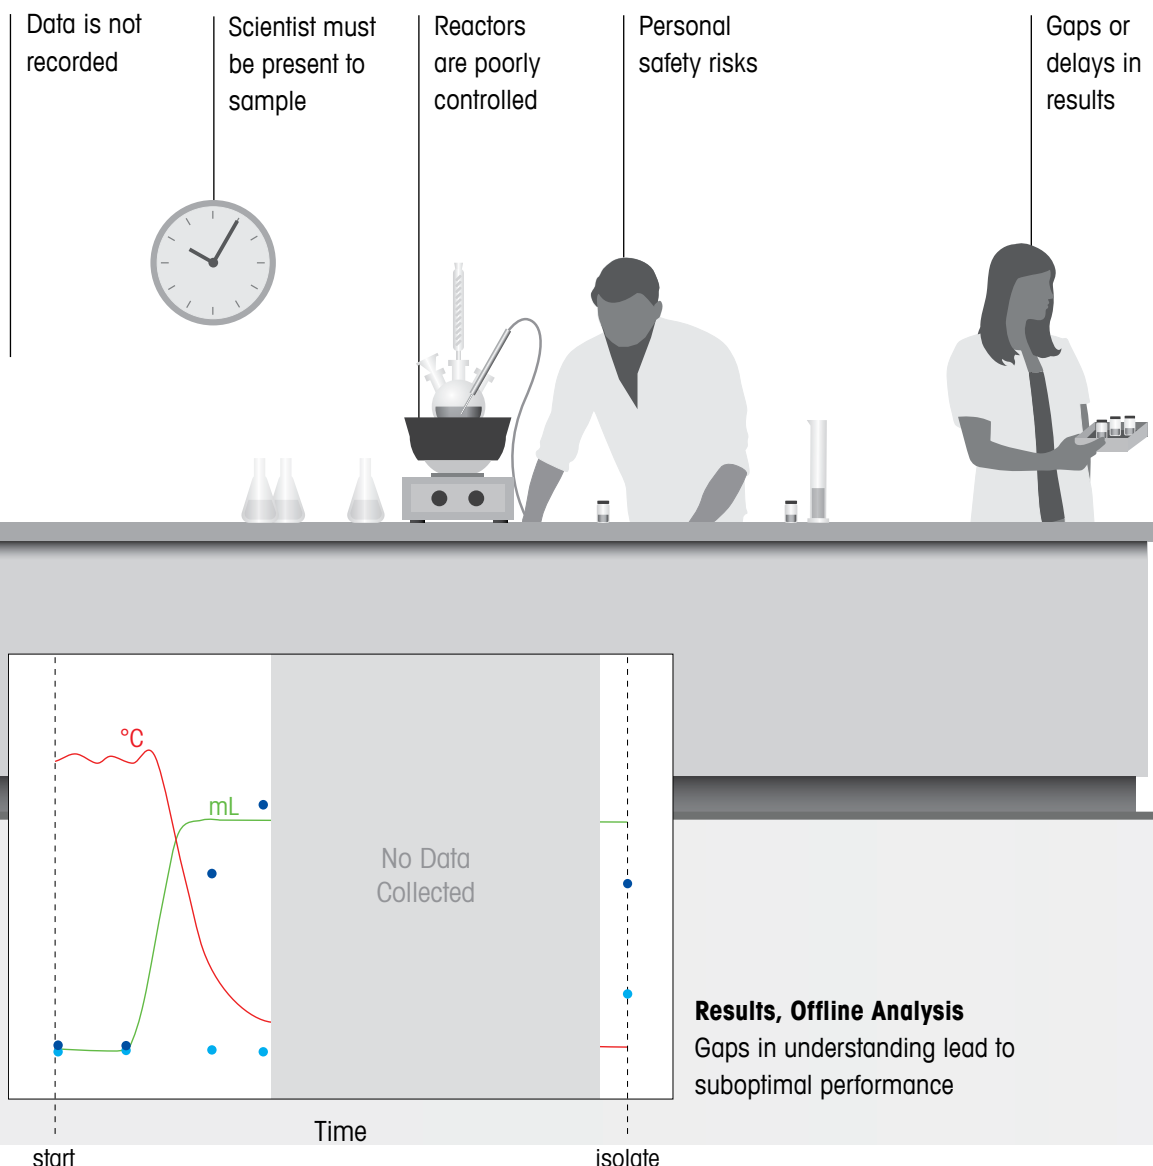 Data is not
recorded
Scientist must
be present to
sample
Reactors
are poorly
controlled
Personal
safety risks
Gaps or
delays in
results
°C
mL
No Data
Collected
Results, Offline Analysis
Gaps in understanding lead to
suboptimal performance
Time
start
isolate